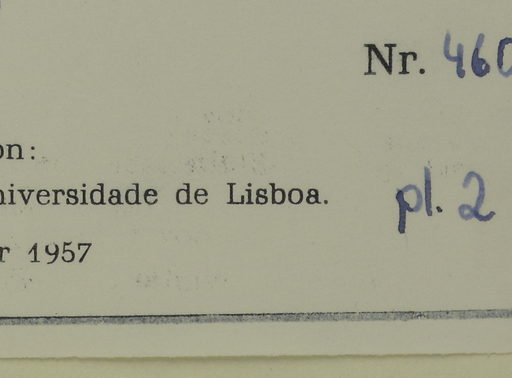 Nr. 460
on:
niversidade de Lisboa.
pl. 2
r 1957